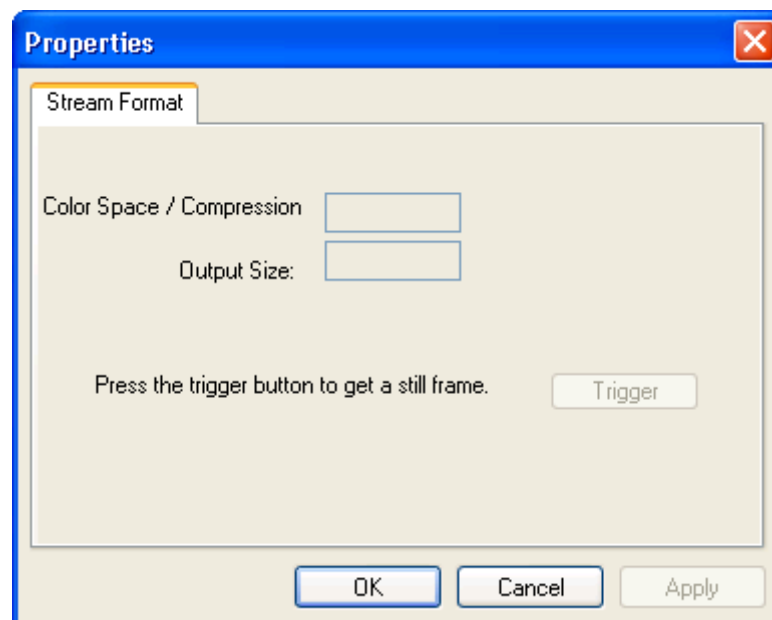 Properties
Stream Format
Color Space / Compression
Output Size:
Press the trigger button to get a still frame.
Trigger
OK
Cancel
Apply